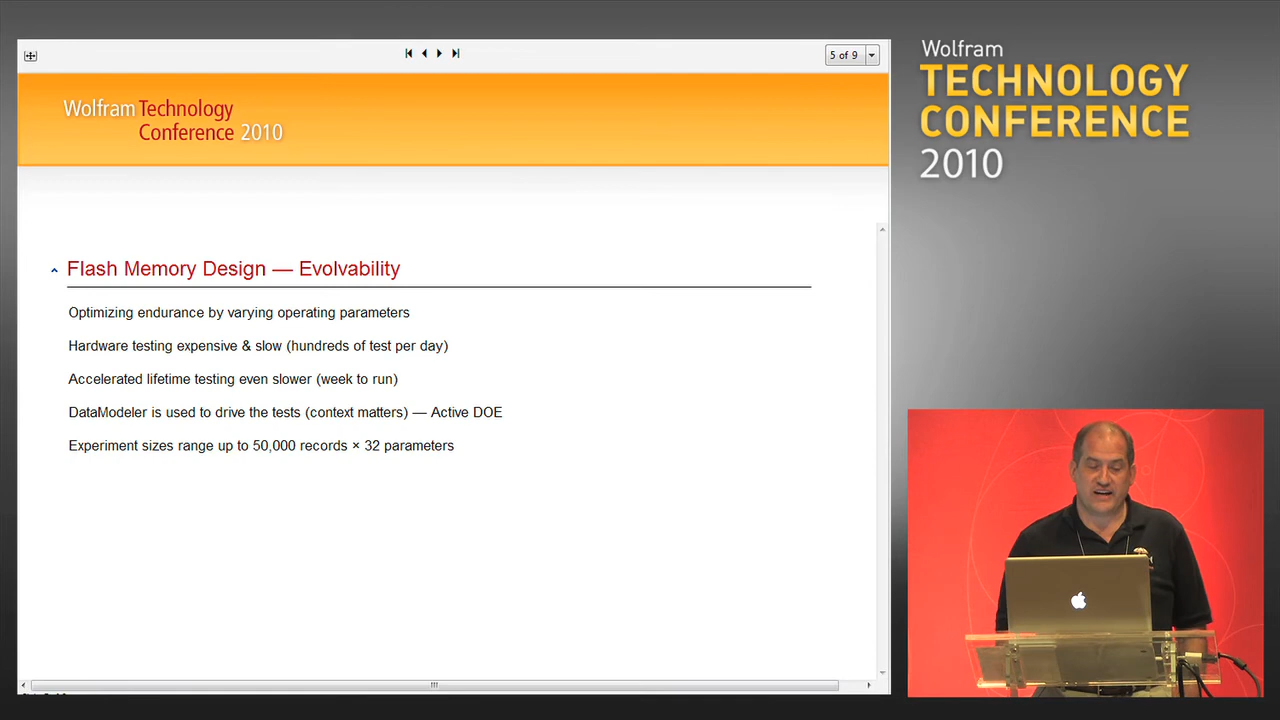 5 of 9
Wolfram Technology
Conference 2010
Flash Memory Design — Evolvability
Optimizing endurance by varying operating parameters
Hardware testing expensive & slow (hundreds of test per day)
Accelerated lifetime testing even slower (week to run)
DataModeler is used to drive the tests (context matters) — Active DOE
Experiment sizes range up to 50,000 records × 32 parameters
Wolfram
TECHNOLOGY
CONFERENCE
2010